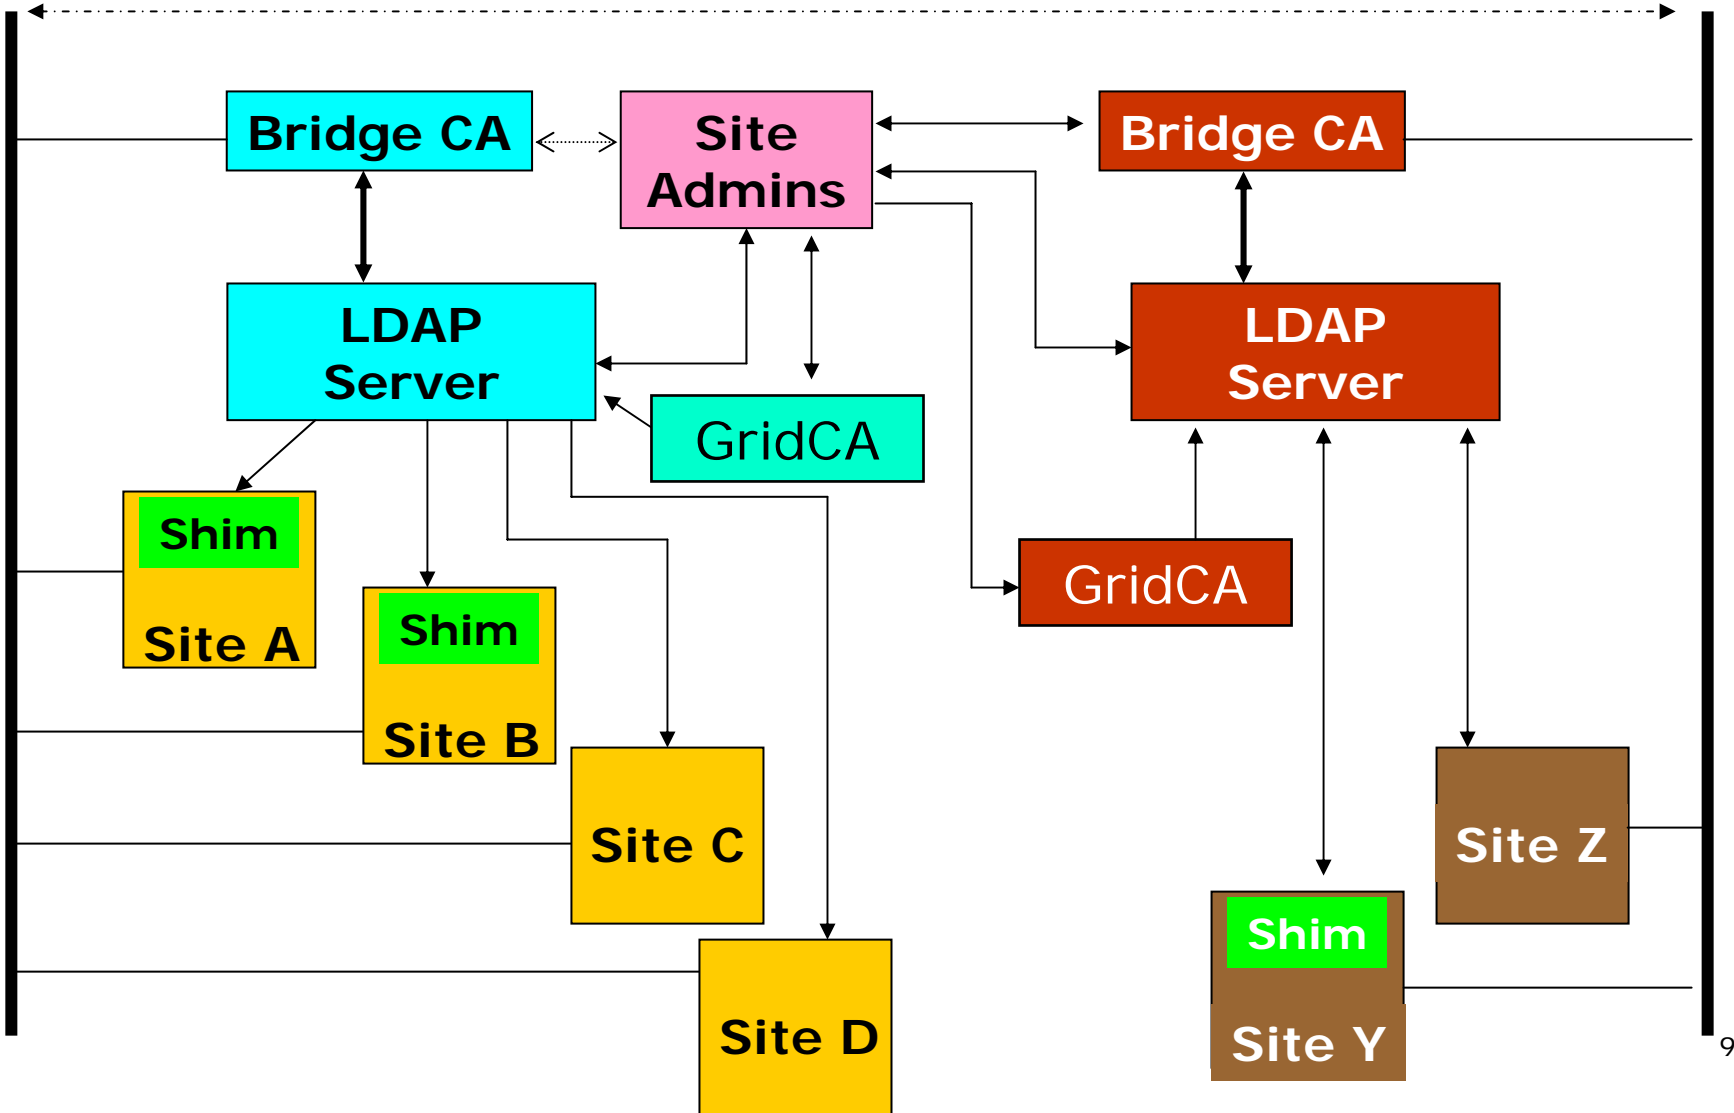 Bridge CA
Site
Admins
Bridge CA
LDAP
Server
LDAP
Server
GridCA
Shim
Site A
GridCA
Shim
Site B
Site C
Site Z
Shim
Site Y
Site D
9